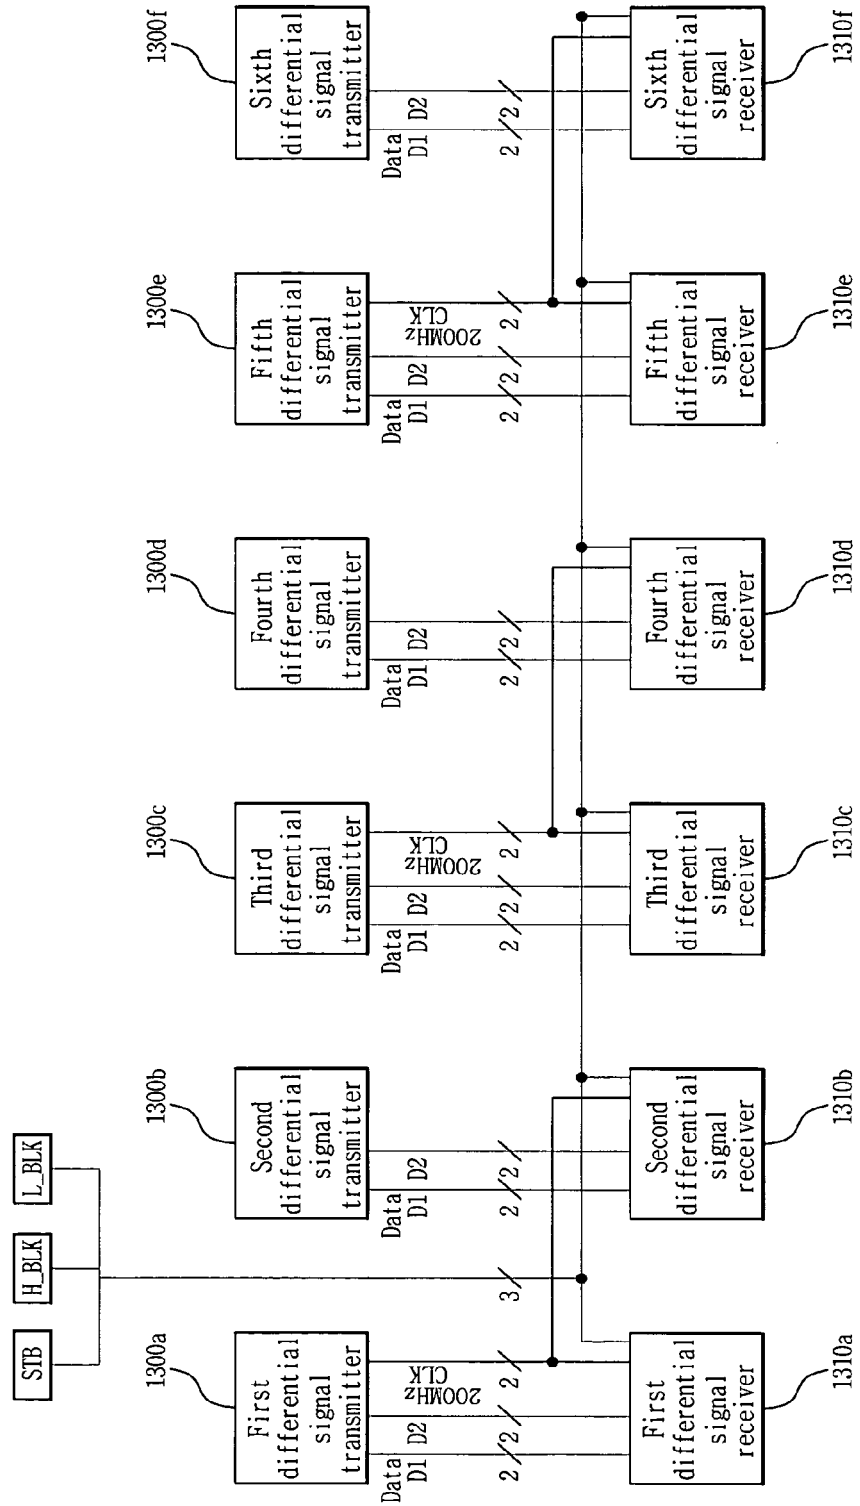 STB
H_BLK
L_BLK
1300a
1300b
1300c
1300d
1300e
1300f
First
differential
signal
transmitter
Second
differential
signal
transmitter
Third
differential
signal
transmitter
Fourth
differential
signal
transmitter
Fifth
differential
signal
transmitter
Sixth
differential
signal
transmitter
Data
D1 D2
200MHz
CLK
2 2 2
3
Data
D1 D2
2 2
Data
D1 D2
200MHz
CLK
2 2 2
Data
D1 D2
2 2
Data
D1 D2
200MHz
CLK
2 2 2
Data
D1 D2
2 2
First
differential
signal
receiver
Second
differential
signal
receiver
Third
differential
signal
receiver
Fourth
differential
signal
receiver
Fifth
differential
signal
receiver
Sixth
differential
signal
receiver
1310a
1310b
1310c
1310d
1310e
1310f